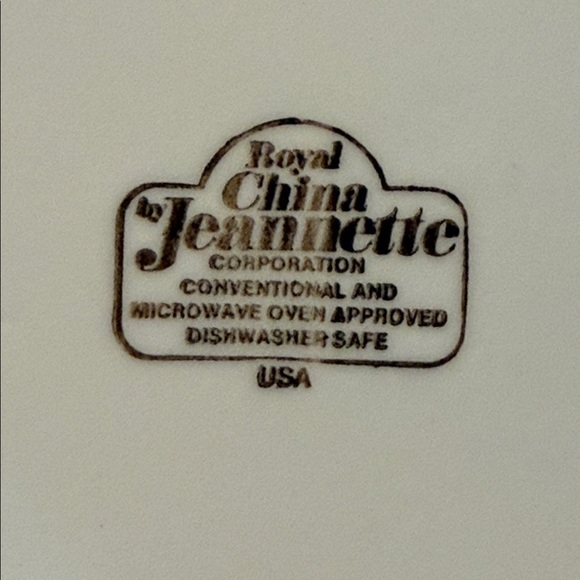 Royal
China
by Jeannette
CORPORATION
CONVENTIONAL AND
MICROWAVE OVEN APPROVED
DISHWASHER SAFE
USA